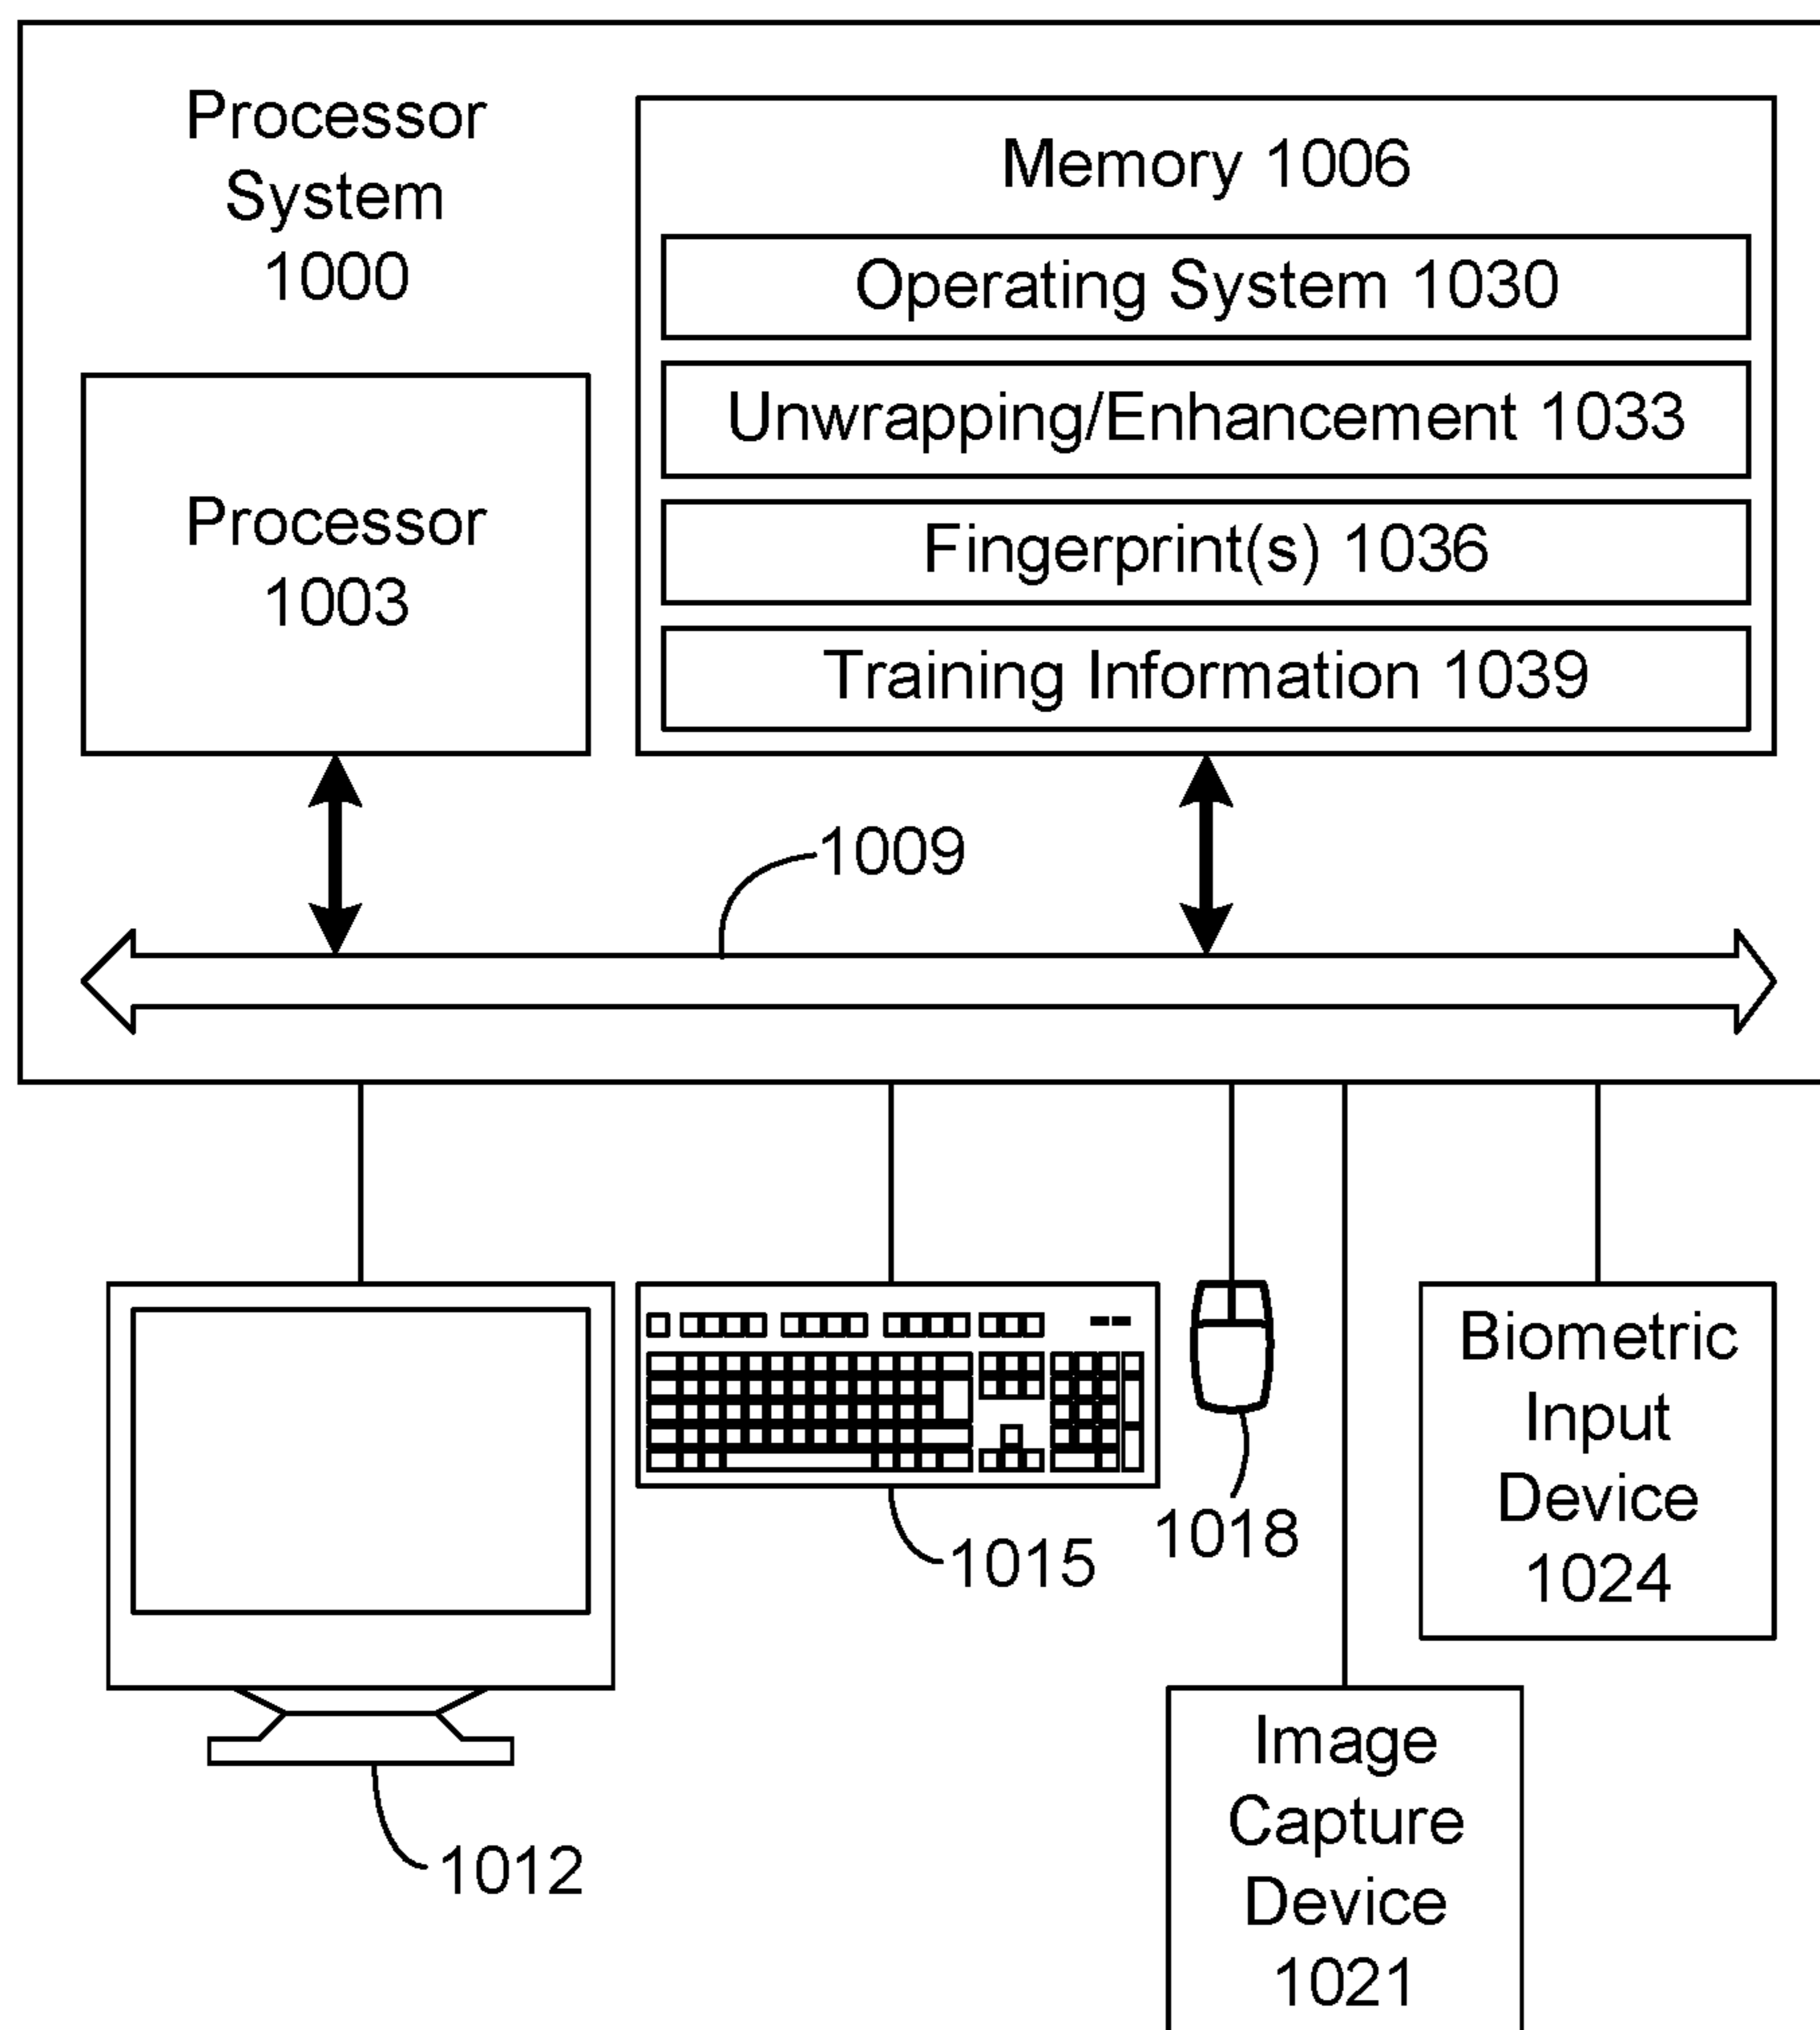 Processor
System
1000
Memory 1006
Operating System 1030
Unwrapping/Enhancement 1033
Fingerprint(s) 1036
Training Information 1039
Processor
1003
1009
Biometric
Input
Device
1024
1018
1015
Image
Capture
Device
1021
1012